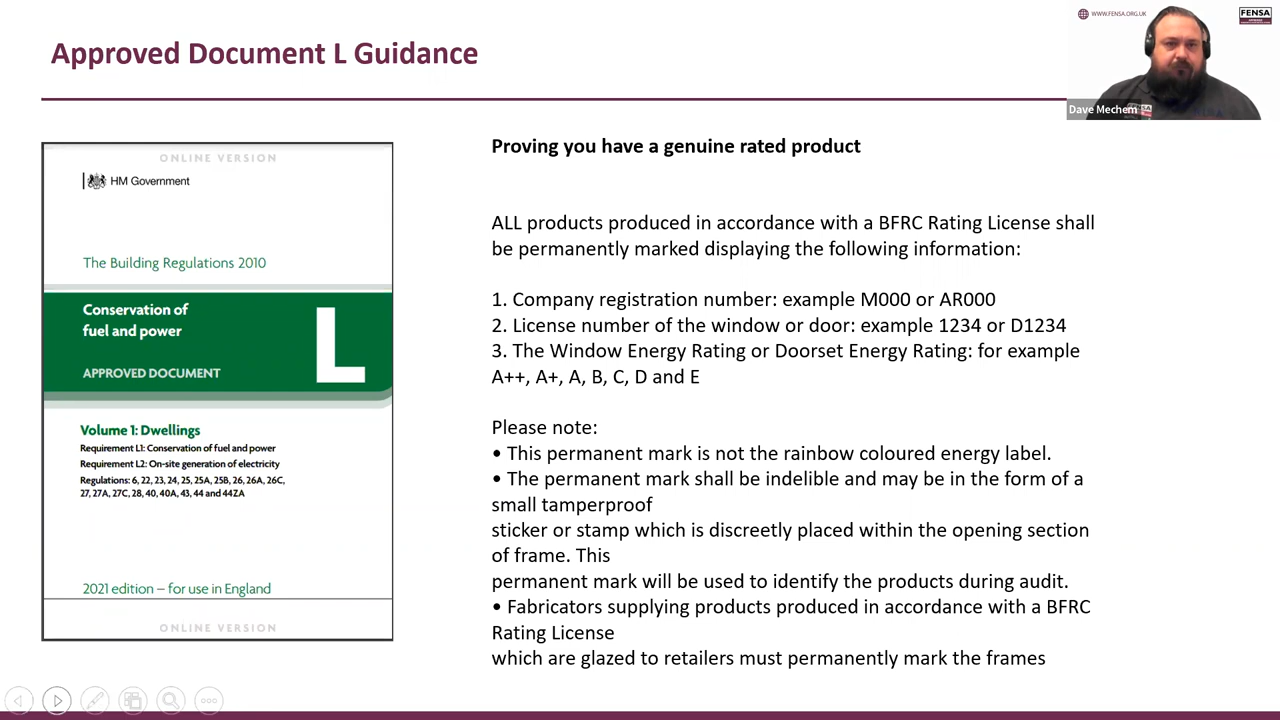 WWW.FENSA.ORG.UK
FENSA
Approved Document L Guidance
Dave Mechem
ONLINE VERSION
HM Government
The Building Regulations 2010
Conservation of
fuel and power
L
APPROVED DOCUMENT
Volume 1: Dwellings
Requirement L1: Conservation of fuel and power
Requirement L2: On-site generation of electricity
Regulations: 6, 22, 23, 24, 25, 25A, 25B, 26, 26A, 26C,
27, 27A, 27C, 28, 40, 40A, 43, 44 and 44ZA
2021 edition – for use in England
ONLINE VERSION
Proving you have a genuine rated product
ALL products produced in accordance with a BFRC Rating License shall
be permanently marked displaying the following information:
1. Company registration number: example M000 or AR000
2. License number of the window or door: example 1234 or D1234
3. The Window Energy Rating or Doorset Energy Rating: for example
A++, A+, A, B, C, D and E
Please note:
• This permanent mark is not the rainbow coloured energy label.
• The permanent mark shall be indelible and may be in the form of a
small tamperproof
sticker or stamp which is discreetly placed within the opening section
of frame. This
permanent mark will be used to identify the products during audit.
• Fabricators supplying products produced in accordance with a BFRC
Rating License
which are glazed to retailers must permanently mark the frames